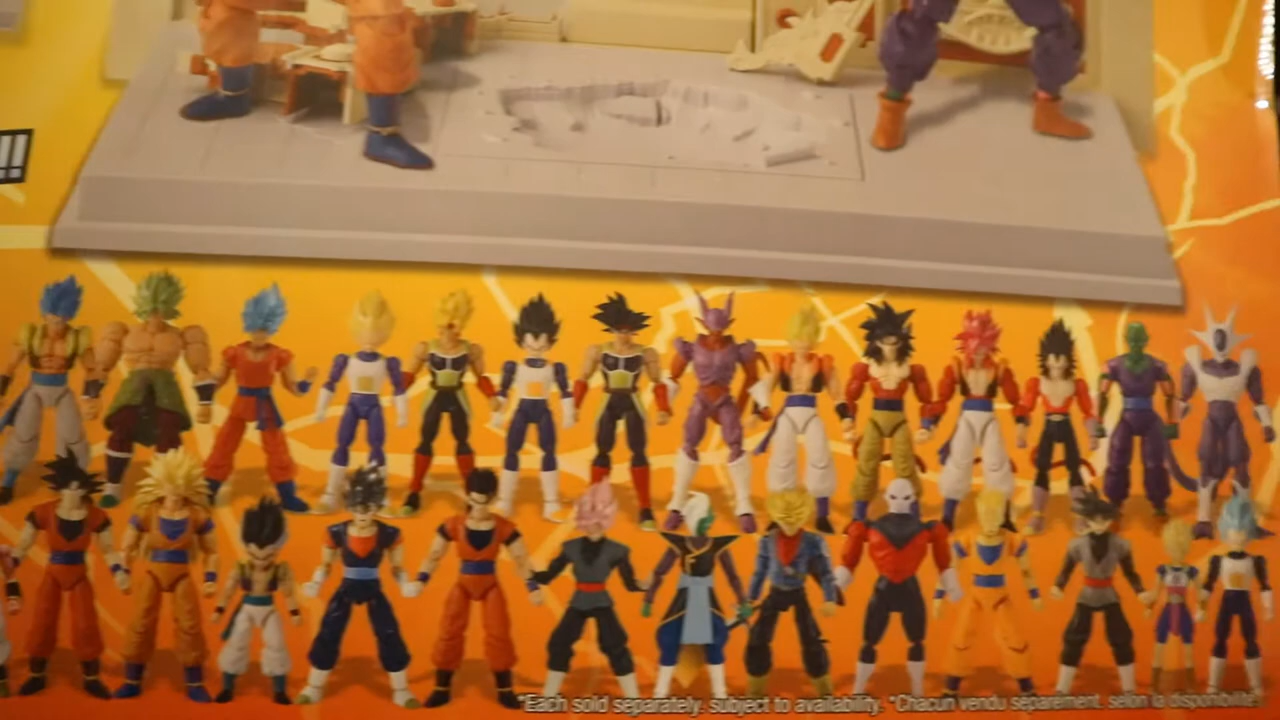 *Each sold separately. subject to availability. *Chacun vendu séparément, selon la disponibilité.